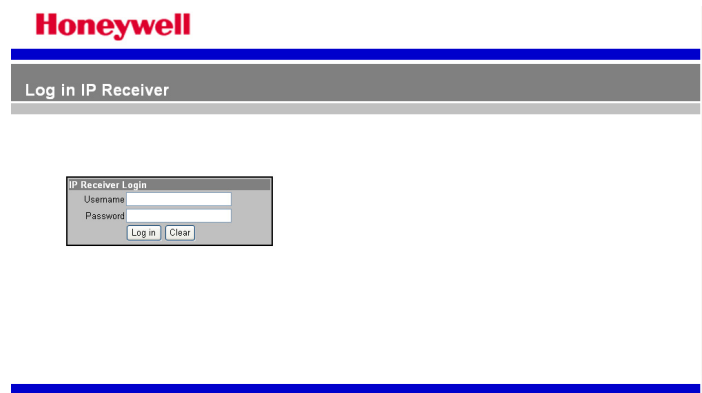 Honeywell
Log in IP Receiver
IP Receiver Login
Username
Password
Log in Clear